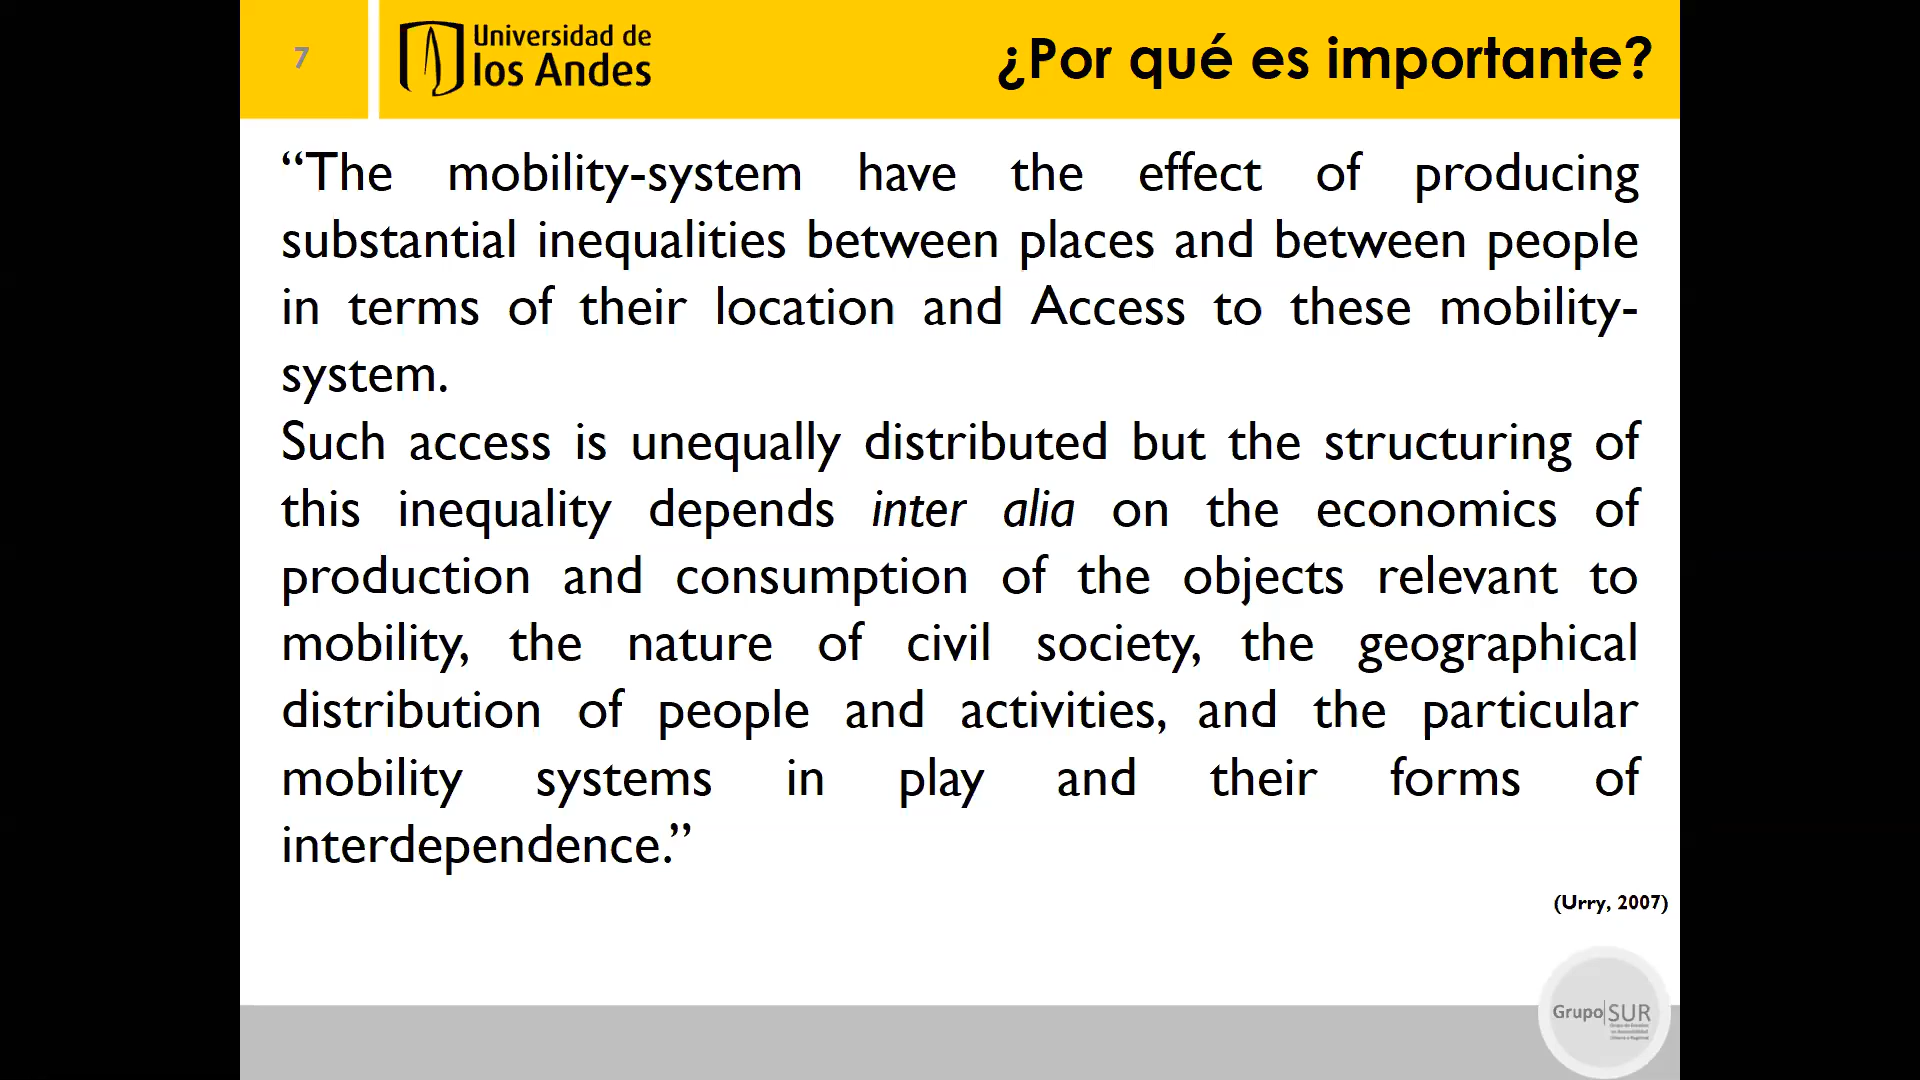 7
Universidad de
los Andes
¿Por qué es importante?
“The mobility-system have the effect of producing
substantial inequalities between places and between people
in terms of their location and Access to these mobility-
system.
Such access is unequally distributed but the structuring of
this inequality depends inter alia on the economics of
production and consumption of the objects relevant to
mobility, the nature of civil society, the geographical
distribution of people and activities, and the particular
mobility systems in play and their forms of
interdependence.”
(Urry, 2007)
Grupo|SUR